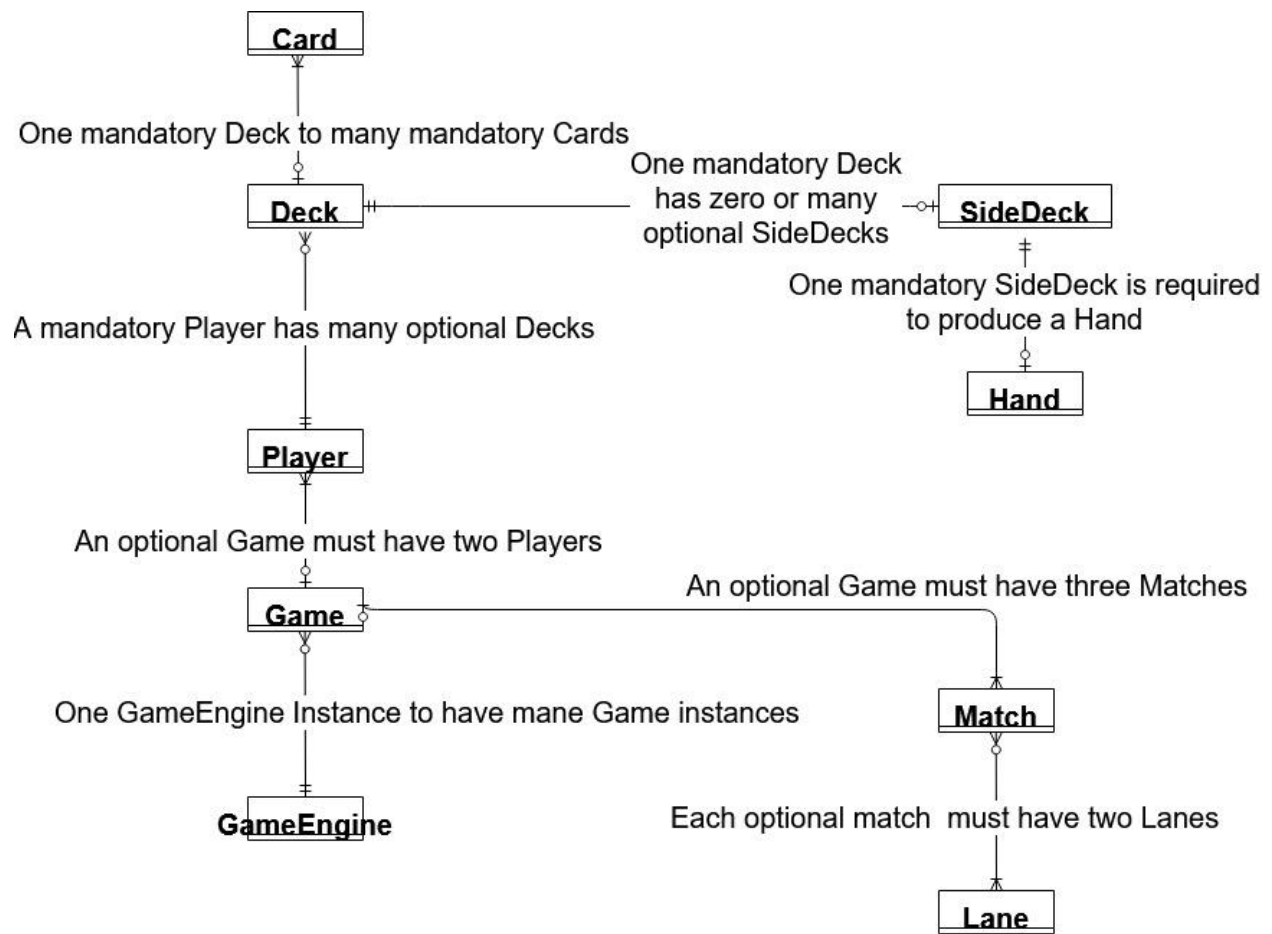 Card
One mandatory Deck to many mandatory Cards
One mandatory Deck
has zero or many
optional SideDecks
Deck
SideDeck
One mandatory SideDeck is required
to produce a Hand
A mandatory Player has many optional Decks
Hand
Player
An optional Game must have two Players
An optional Game must have three Matches
Game
One GameEngine Instance to have mane Game instances
Match
GameEngine
Each optional match  must have two Lanes
Lane